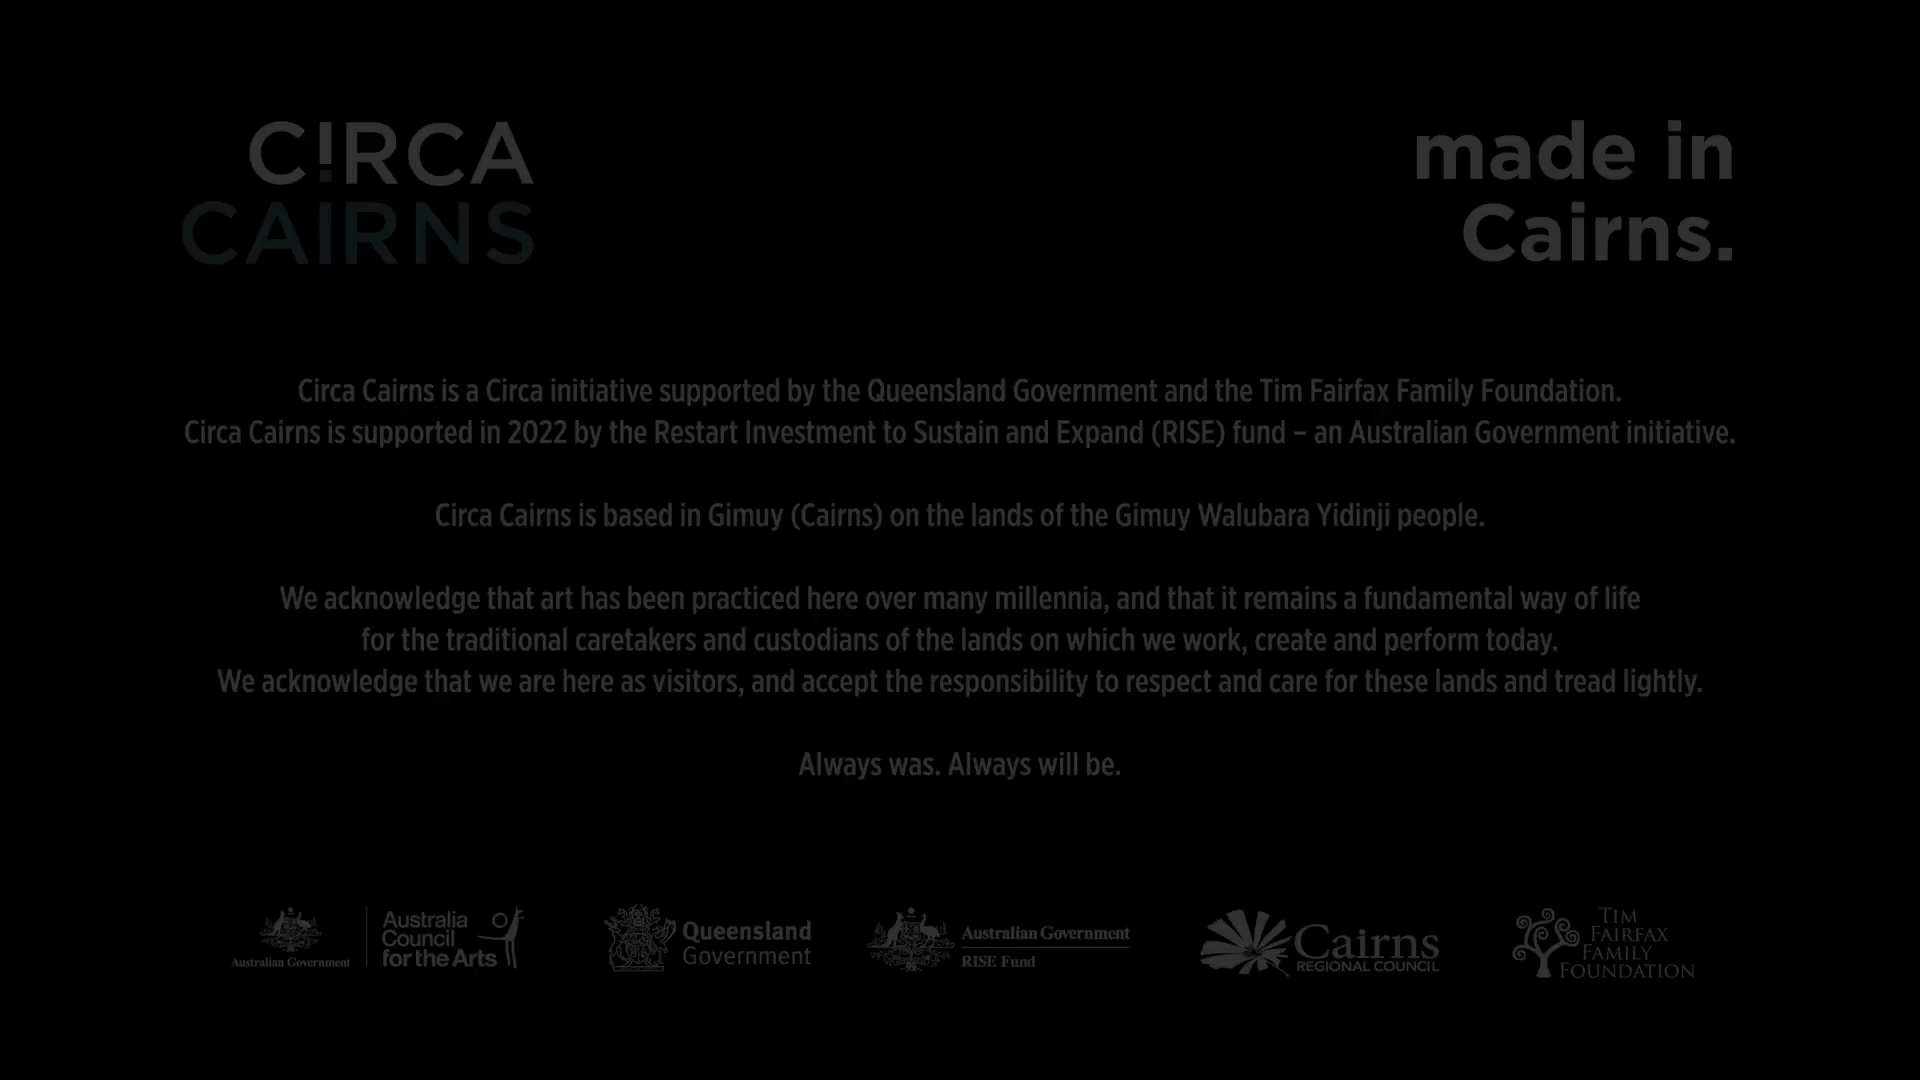 C!RCA
CAIRNS
made in
Cairns.
Circa Cairns is a Circa initiative supported by the Queensland Government and the Tim Fairfax Family Foundation.
Circa Cairns is supported in 2022 by the Restart Investment to Sustain and Expand (RISE) fund – an Australian Government initiative.
Circa Cairns is based in Gimuy (Cairns) on the lands of the Gimuy Walubara Yidinji people.
We acknowledge that art has been practiced here over many millennia, and that it remains a fundamental way of life
for the traditional caretakers and custodians of the lands on which we work, create and perform today.
We acknowledge that we are here as visitors, and accept the responsibility to respect and care for these lands and tread lightly.
Always was. Always will be.
Australian Government
Australia
Council
for the Arts
Queensland
Government
Australian Government
RISE Fund
Cairns
REGIONAL COUNCIL
TIM
FAIRFAX
FAMILY
FOUNDATION